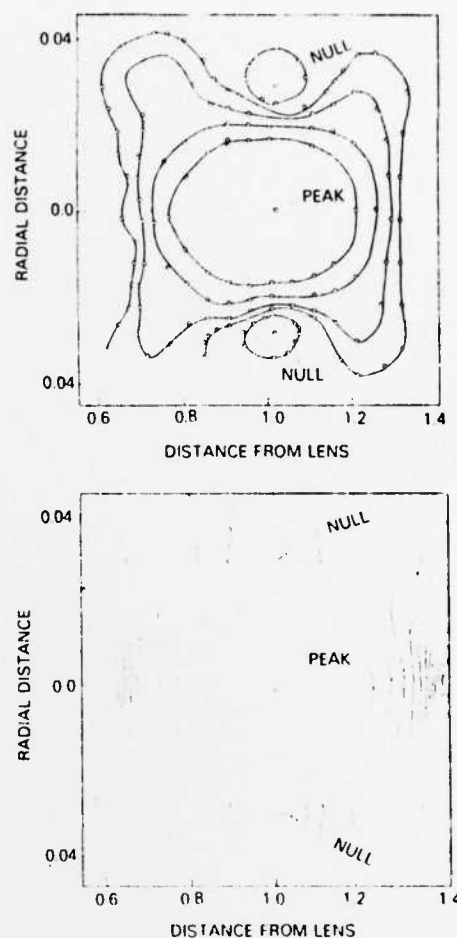 0.04
NULL
RADIAL DISTANCE
0.0
PEAK
NULL
0.04
0.6 0.8 1.0 1.2 1.4
DISTANCE FROM LENS
0.04
NULL
PEAK
RADIAL DISTANCE
0.0
0.04
NULL
0.6 0.8 1.0 1.2 1.4
DISTANCE FROM LENS